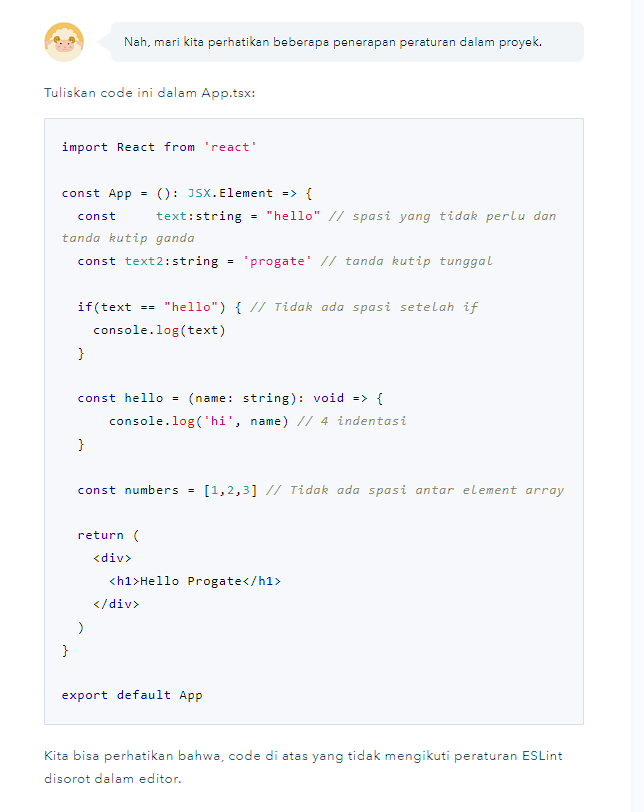 Nah, mari kita perhatikan beberapa penerapan peraturan dalam proyek.
Tuliskan code ini dalam App.tsx:
import React from 'react'
const App = (): JSX.Element => {
  const     text:string = "hello" // spasi yang tidak perlu dan
tanda kutip ganda
  const text2:string = 'progate' // tanda kutip tunggal
  if(text == "hello") { // Tidak ada spasi setelah if
    console.log(text)
  }
  const hello = (name: string): void => {
      console.log('hi', name) // 4 indentasi
  }
  const numbers = [1,2,3] // Tidak ada spasi antar element array
  return (
    <div>
      <h1>Hello Progate</h1>
    </div>
  )
}
export default App
Kita bisa perhatikan bahwa, code di atas yang tidak mengikuti peraturan ESLint
disorot dalam editor.